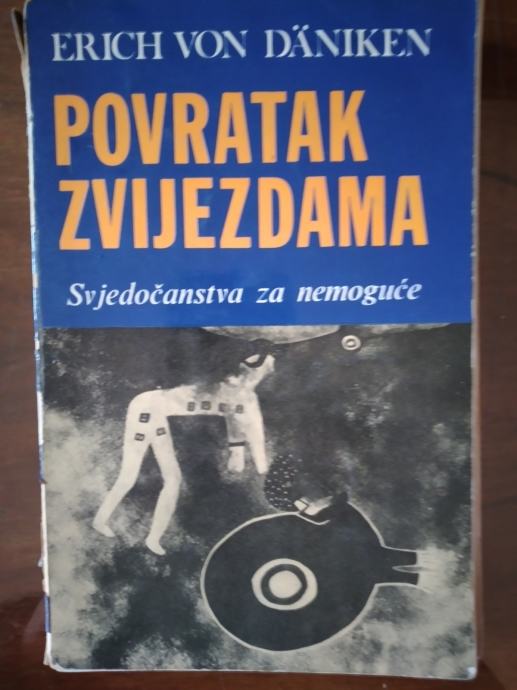 ERICH VON DÄNIKEN
POVRATAK
ZVIJEZDAMA
Svjedočanstva za nemoguće